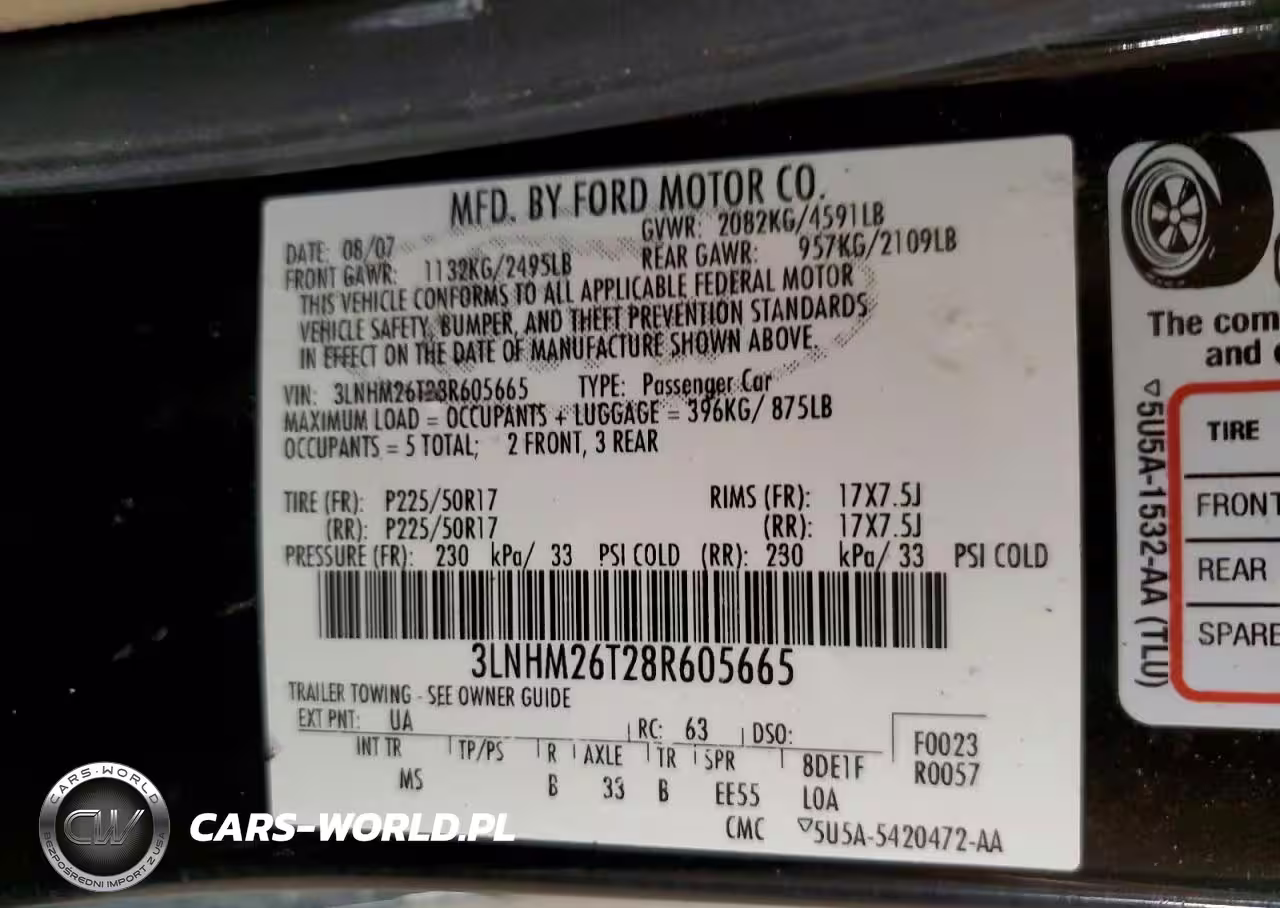 MFD. BY FORD MOTOR CO.
DATE: 08/07 GVWR: 2082KG/4591LB
FRONT GAWR: 1132KG/2495LB REAR GAWR: 957KG/2109LB
THIS VEHICLE CONFORMS TO ALL APPLICABLE FEDERAL MOTOR
VEHICLE SAFETY, BUMPER, AND THEFT PREVENTION STANDARDS
IN EFFECT ON THE DATE OF MANUFACTURE SHOWN ABOVE.
VIN: 3LNHM26T28R605665 TYPE: Passenger Car
MAXIMUM LOAD = OCCUPANTS + LUGGAGE = 396KG/ 875LB
OCCUPANTS = 5 TOTAL; 2 FRONT, 3 REAR
TIRE (FR): P225/50R17 RIMS (FR): 17X7.5J
(RR): P225/50R17 (RR): 17X7.5J
PRESSURE (FR): 230 kPa/ 33 PSI COLD (RR): 230 kPa/ 33 PSI COLD
3LNHM26T28R605665
TRAILER TOWING - SEE OWNER GUIDE
EXT PNT: UA RC: 63 DSO:
INT TR TP/PS R AXLE TR SPR 8DE1F F0023
MS B 33 B EE55 LOA R0057
CMC ▽5U5A-5420472-AA
The com
and
▽5U5A-1532-AA (TLU)
TIRE
FRONT
REAR
SPARE
CARS-WORLD
CW
BEZPOŚREDNI IMPORT Z USA
CARS-WORLD.PL